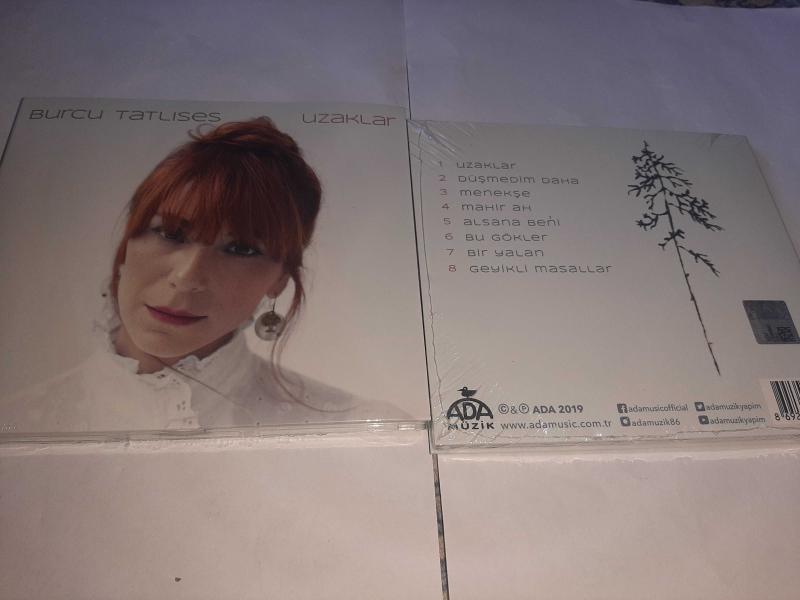 Burcu Tatlıses
uzaklar
1 uzaklar
2 Düşmedim Daha
3 menekşe
4 mahir ah
5 alsana beni
6 Bu gökler
7 Bir yalan
8 geyikli masallar
ADA
MÜZİK
©&℗ ADA 2019
www.adamusic.com.tr
adamusicofficial
adamuzik86
adamuzikyapim
adamuzikyapim